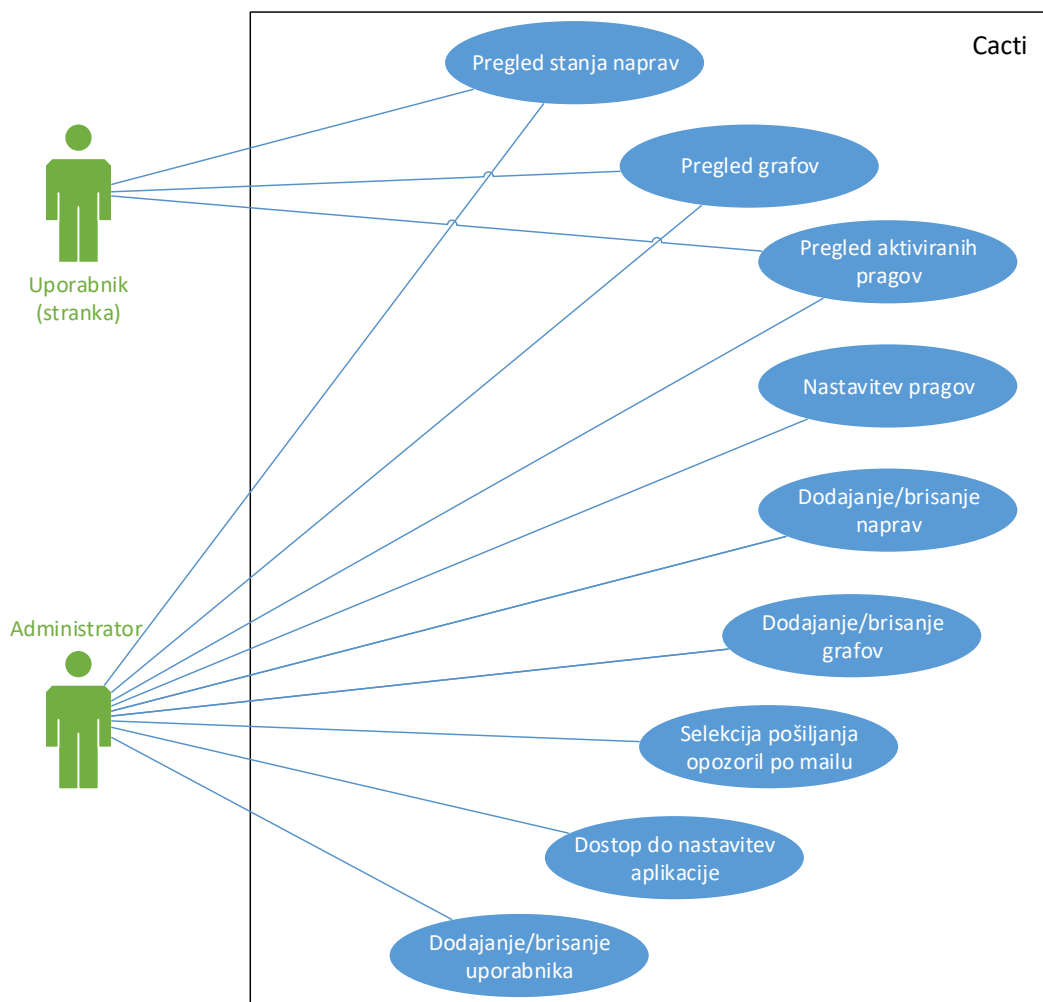 Cacti
Pregled stanja naprav
Pregled grafov
Pregled aktiviranih
pragov
Uporabnik
(stranka)
Nastavitev pragov
Dodajanje/brisanje
naprav
Administrator
Dodajanje/brisanje
grafov
Selekcija pošiljanja
opozoril po mailu
Dostop do nastavitev
aplikacije
Dodajanje/brisanje
uporabnika